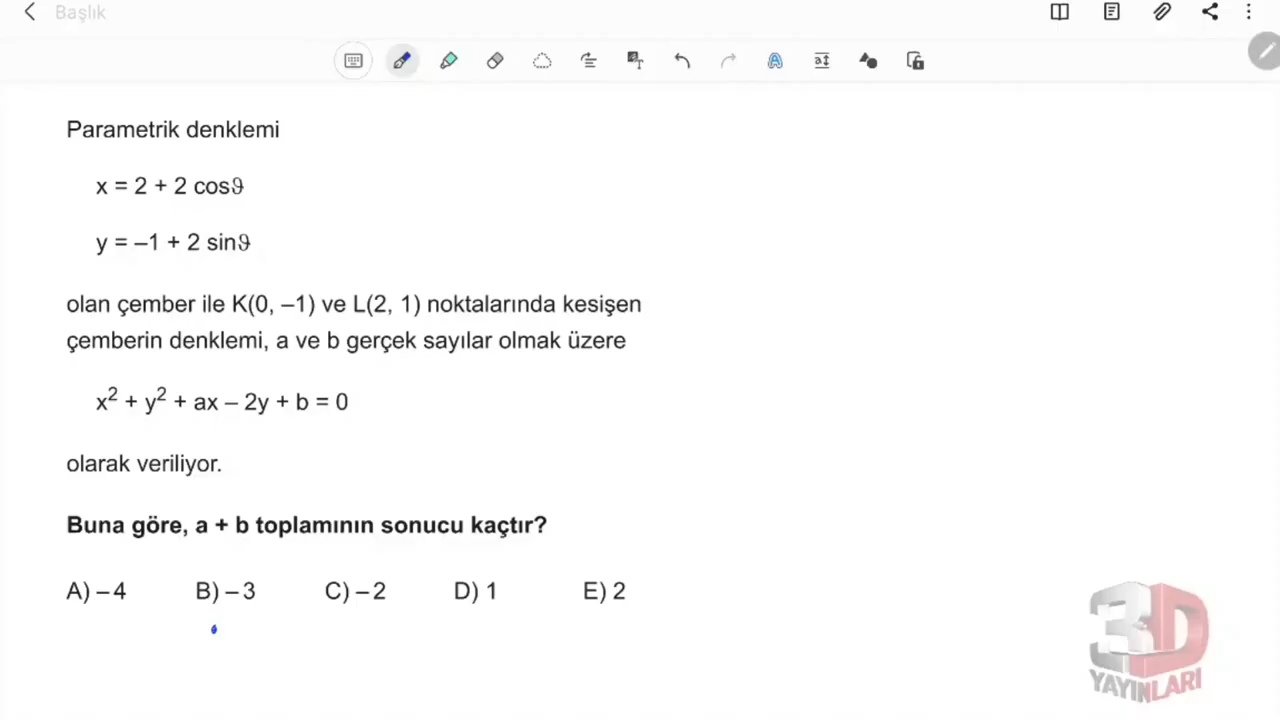 Başlık
Parametrik denklemi
x = 2 + 2 cosϑ
y = –1 + 2 sinϑ
olan çember ile K(0, –1) ve L(2, 1) noktalarında kesişen
çemberin denklemi, a ve b gerçek sayılar olmak üzere
x² + y² + ax – 2y + b = 0
olarak veriliyor.
Buna göre, a + b toplamının sonucu kaçtır?
A) – 4 B) – 3 C) – 2 D) 1 E) 2
3D
YAYINLARI